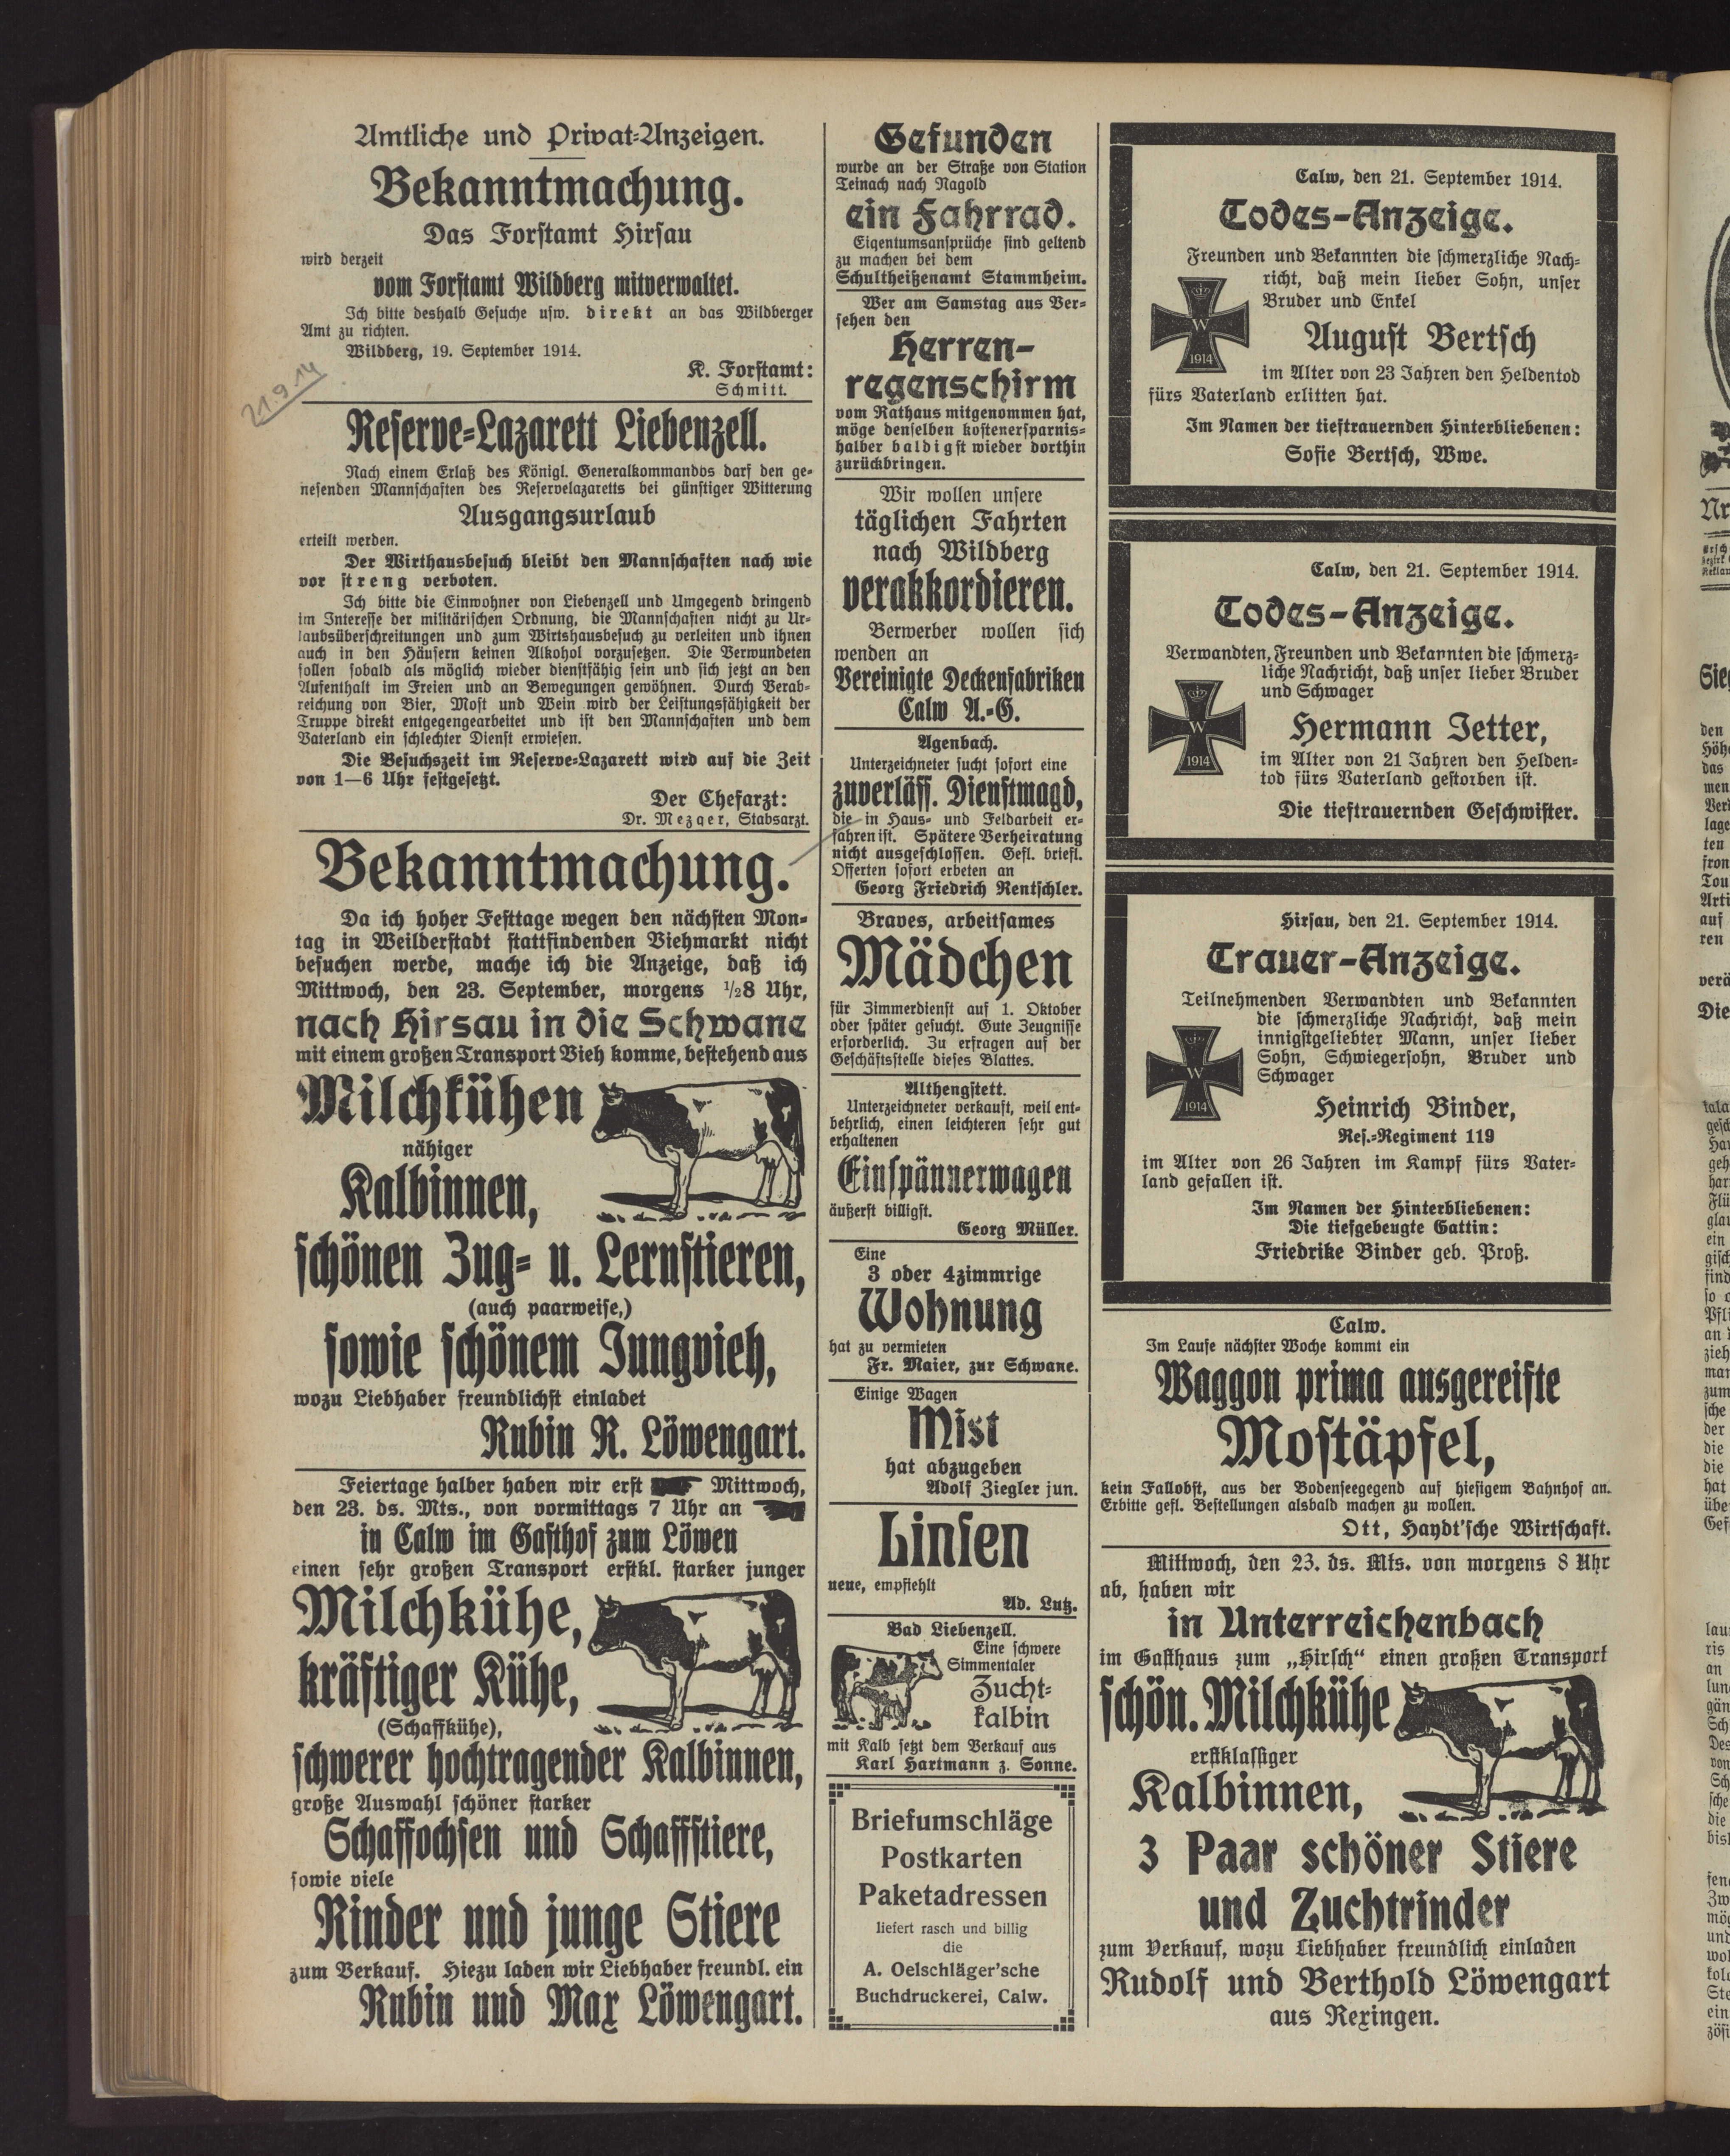 Amtliche und Privat-Anzeigen.
Bekanntmachung.
Das Forstamt Hirsau
wird derzeit
vom Forstamt Wildberg mitverwaltet.
Ich bitte deshalb Gesuche usw. direkt an das Wildberger
Amt zu richten.
Wildberg, 19. September 1914.
K. Forstamt:
Schmitt.
21.9.14
Reserve-Lazarett Liebenzell.
Nach einem Erlaß des Königl. Generalkommandos darf den ge-
nesenden Mannschaften des Reservelazaretts bei günstiger Witterung
Ausgangsurlaub
erteilt werden.
Der Wirthausbesuch bleibt den Mannschaften nach wie
vor streng verboten.
Ich bitte die Einwohner von Liebenzell und Umgegend dringend
im Interesse der militärischen Ordnung, die Mannschaften nicht zu Ur-
laubsüberschreitungen und zum Wirtshausbesuch zu verleiten und ihnen
auch in den Häusern keinen Alkohol vorzusetzen. Die Verwundeten
sollen sobald als möglich wieder dienstfähig sein und sich jetzt an den
Aufenthalt im Freien und an Bewegungen gewöhnen. Durch Verab-
reichung von Bier, Most und Wein wird der Leistungsfähigkeit der
Truppe direkt entgegengearbeitet und ist den Mannschaften und dem
Vaterland ein schlechter Dienst erwiesen.
Die Besuchszeit im Reserve-Lazarett wird auf die Zeit
von 1—6 Uhr festgesetzt.
Der Chefarzt:
Dr. Mezger, Stabsarzt.
Bekanntmachung.
Da ich hoher Festtage wegen den nächsten Mon-
tag in Weilderstadt stattfindenden Viehmarkt nicht
besuchen werde, mache ich die Anzeige, daß ich
Mittwoch, den 23. September, morgens 1/28 Uhr,
nach Hirsau in die Schwane
mit einem großen Transport Vieh komme, bestehend aus
Milchkühen
nähiger
Kalbinnen,
schönen Zug- u. Lernstieren,
(auch paarweise,)
sowie schönem Jungvieh,
wozu Liebhaber freundlichst einladet
Rubin R. Löwengart.
Feiertage halber haben wir erst Mittwoch,
den 23. ds. Mts., von vormittags 7 Uhr an
in Calw im Gasthof zum Löwen
einen sehr großen Transport erstkl. starker junger
Milchkühe,
kräftiger Kühe,
(Schaffkühe),
schwerer hochtragender Kalbinnen,
große Auswahl schöner starker
Schaffochsen und Schaffstiere,
sowie viele
Rinder und junge Stiere
zum Verkauf. Hiezu laden wir Liebhaber freundl. ein
Rubin und Max Löwengart.
Gefunden
wurde an der Straße von Station
Teinach nach Nagold
ein Fahrrad.
Eigentumsansprüche sind geltend
zu machen bei dem
Schultheißenamt Stammheim.
Wer am Samstag aus Ver-
sehen den
Herren-
regenschirm
vom Rathaus mitgenommen hat,
möge denselben kostenersparnis-
halber baldigst wieder dorthin
zurückbringen.
Wir wollen unsere
täglichen Fahrten
nach Wildberg
verakkordieren.
Berwerber wollen sich
wenden an
Vereinigte Deckenfabriken
Calw A.-G.
Agenbach.
Unterzeichneter sucht sofort eine
zuverläss. Dienstmagd,
die in Haus- und Feldarbeit er-
fahren ist. Spätere Verheiratung
nicht ausgeschlossen. Gefl. briefl.
Offerten sofort erbeten an
Georg Friedrich Rentschler.
Braves, arbeitsames
Mädchen
für Zimmerdienst auf 1. Oktober
oder später gesucht. Gute Zeugnisse
erforderlich. Zu erfragen auf der
Geschäftsstelle dieses Blattes.
Althengstett.
Unterzeichneter verkauft, weil ent-
behrlich, einen leichteren sehr gut
erhaltenen
Einspännerwagen
äußerst billigst.
Georg Müller.
Eine
3 oder 4zimmrige
Wohnung
hat zu vermieten
Fr. Maier, zur Schwane.
Einige Wagen
Mist
hat abzugeben
Adolf Ziegler jun.
Linsen
neue, empfiehlt
Ad. Lutz.
Bad Liebenzell.
Eine schwere
Simmentaler
Zucht-
kalbin
mit Kalb setzt dem Verkauf aus
Karl Hartmann z. Sonne.
Briefumschläge
Postkarten
Paketadressen
liefert rasch und billig
die
A. Oelschläger'sche
Buchdruckerei, Calw.
Calw, den 21. September 1914.
Todes-Anzeige.
Freunden und Bekannten die schmerzliche Nach-
richt, daß mein lieber Sohn, unser
Bruder und Enkel
W
1914
August Bertsch
im Alter von 23 Jahren den Heldentod
fürs Vaterland erlitten hat.
Im Namen der tieftrauernden Hinterbliebenen:
Sofie Bertsch, Wwe.
Calw, den 21. September 1914.
Todes-Anzeige.
Verwandten, Freunden und Bekannten die schmerz-
liche Nachricht, daß unser lieber Bruder
und Schwager
W
1914
Hermann Jetter,
im Alter von 21 Jahren den Helden-
tod fürs Vaterland gestorben ist.
Die tieftrauernden Geschwister.
Hirsau, den 21. September 1914.
Trauer-Anzeige.
Teilnehmenden Verwandten und Bekannten
die schmerzliche Nachricht, daß mein
innigstgeliebter Mann, unser lieber
Sohn, Schwiegersohn, Bruder und
Schwager
W
1914
Heinrich Binder,
Res.-Regiment 119
im Alter von 26 Jahren im Kampf fürs Vater-
land gefallen ist.
Im Namen der Hinterbliebenen:
Die tiefgebeugte Gattin:
Friedrike Binder geb. Proß.
Calw.
Im Laufe nächster Woche kommt ein
Waggon prima ausgereifte
Mostäpfel,
kein Fallobst, aus der Bodenseegegend auf hiesigem Bahnhof an.
Erbitte gefl. Bestellungen alsbald machen zu wollen.
Ott, Haydt'sche Wirtschaft.
Mittwoch, den 23. ds. Mts. von morgens 8 Uhr
ab, haben wir
in Unterreichenbach
im Gasthaus zum „Hirsch“ einen großen Transport
schön. Milchkühe
erstklassiger
Kalbinnen,
3 Paar schöner Stiere
und Zuchtrinder
zum Verkauf, wozu Liebhaber freundlich einladen
Rudolf und Berthold Löwengart
aus Rexingen.